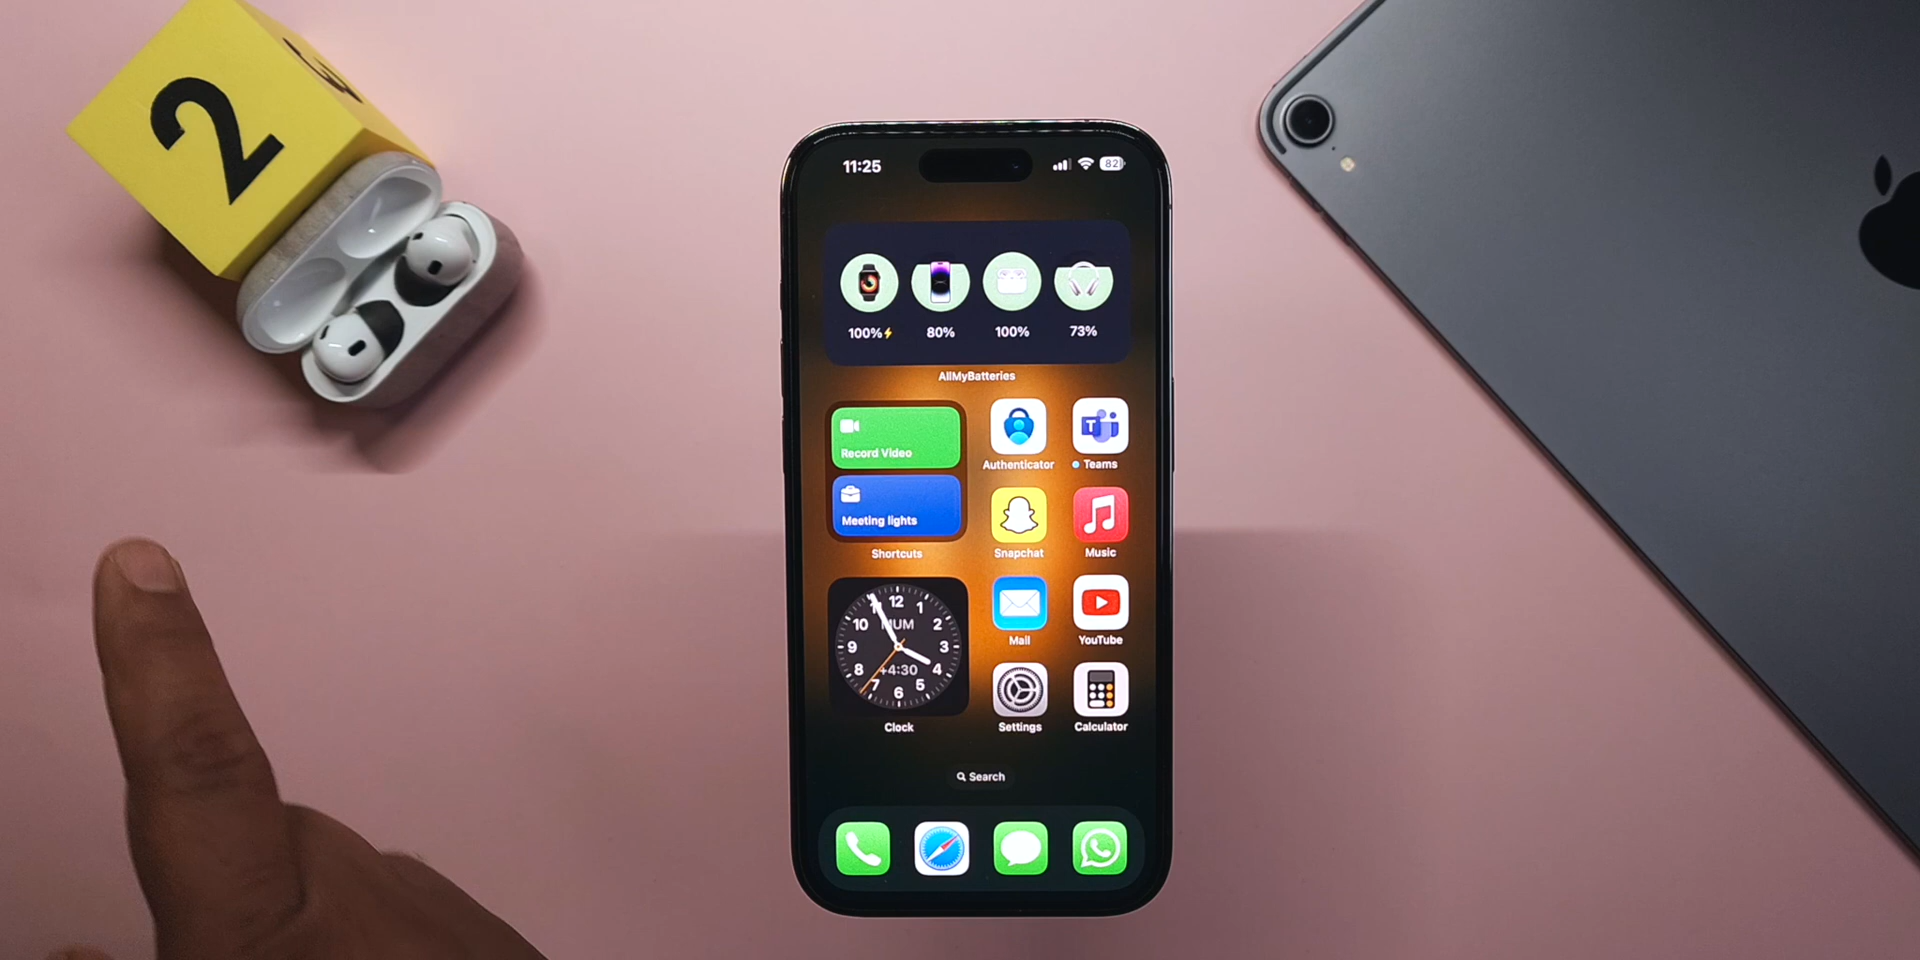 2
3
11:25
82
100%
80%
100%
73%
AllMyBatteries
Record Video
Meeting lights
Shortcuts
Authenticator
T
Teams
Snapchat
Music
Mail
YouTube
Settings
Calculator
12
11
1
10
MUM
2
9
3
8
+4:30
4
7
5
6
Clock
Search